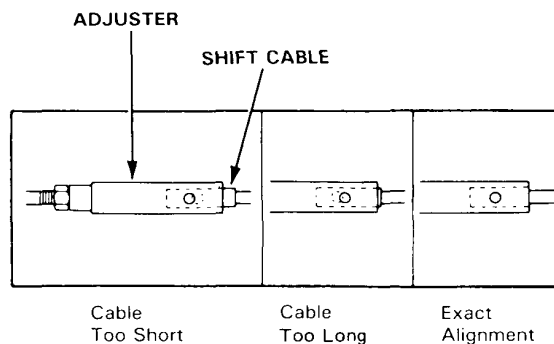 ADJUSTER
SHIFT CABLE
Cable
Too Short
Cable
Too Long
Exact
Alignment